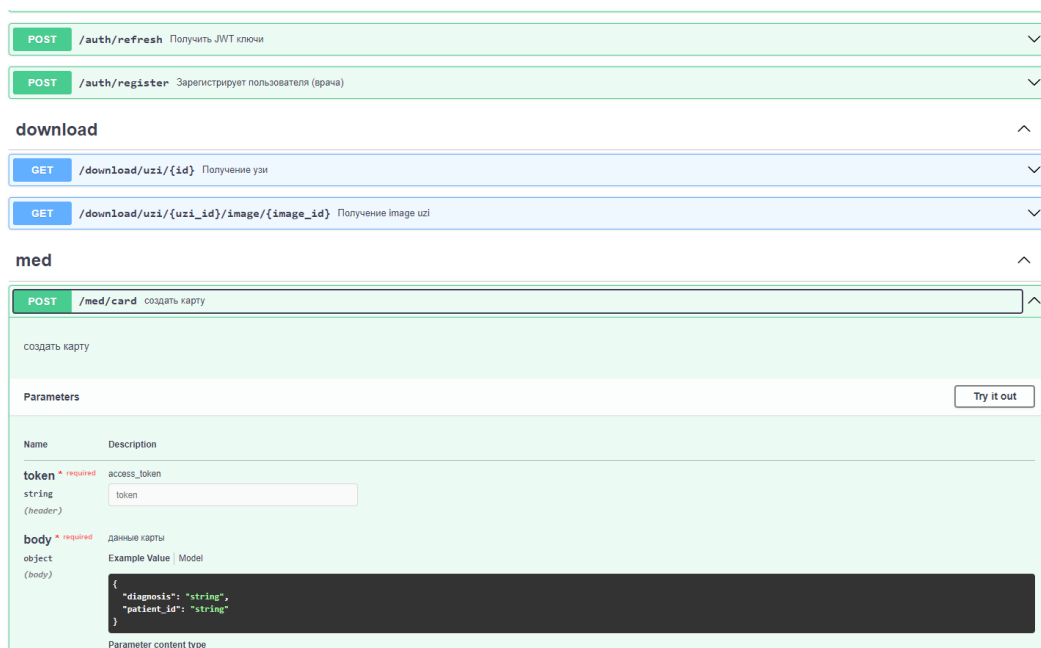 POST /auth/refresh Получить JWT ключи
POST /auth/register Зарегистрирует пользователя (врача)
download
GET /download/uzi/{id} Получение узи
GET /download/uzi/{uzi_id}/image/{image_id} Получение image uzi
med
POST /med/card создать карту
создать карту
Parameters Try it out
Name Description
token * required access_token
string token
(header)
body * required данные карты
object Example Value Model
(body)
{
"diagnosis": "string",
"patient_id": "string"
}
Parameter content type